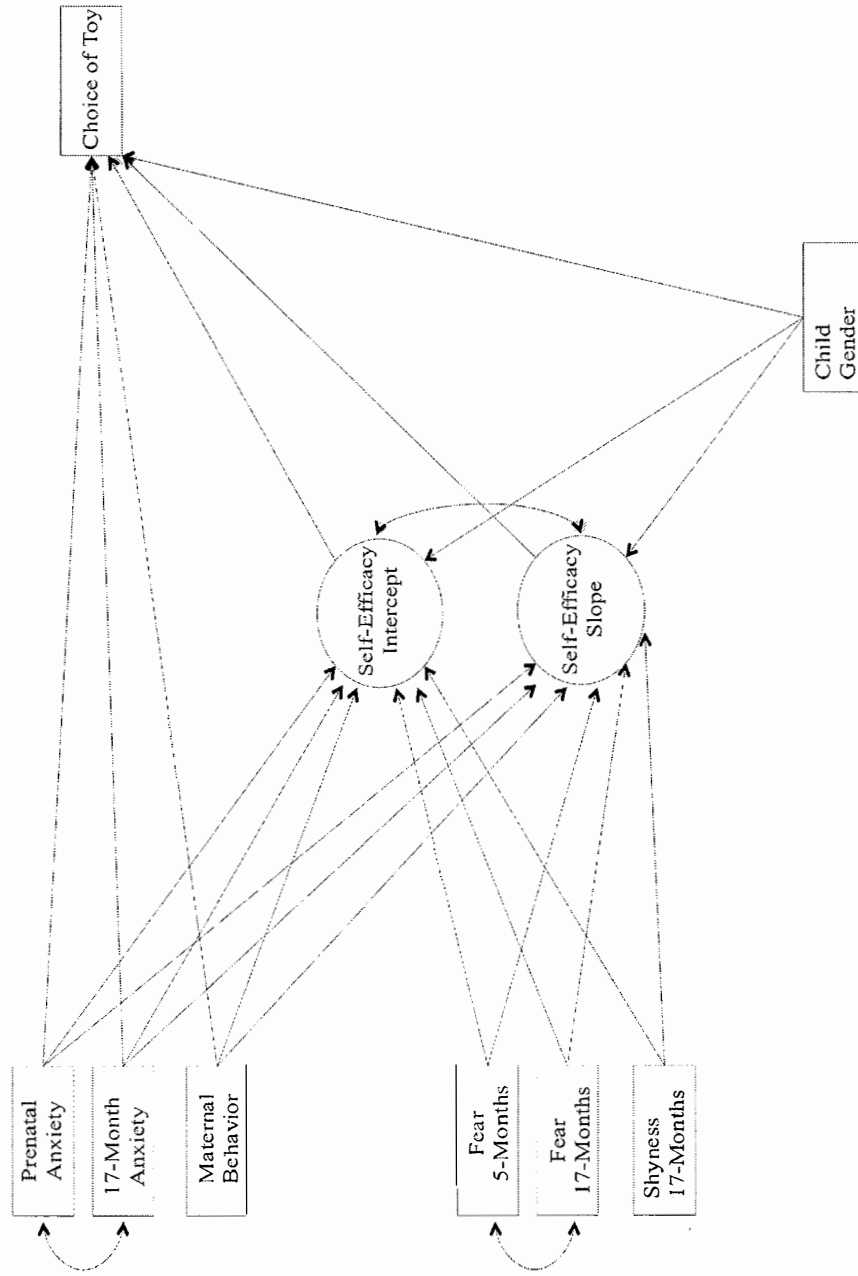 Prenatal
Anxiety
17-Month
Anxiety
Maternal
Behavior
Fear
5-Months
Fear
17-Months
Shyness
17-Months
Self-Efficacy
Intercept
Self-Efficacy
Slope
Child
Gender
Choice of Toy